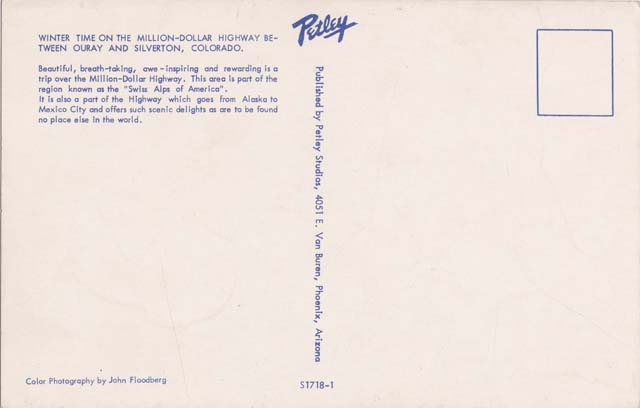 WINTER TIME ON THE MILLION-DOLLAR HIGHWAY BE-
TWEEN OURAY AND SILVERTON, COLORADO.
Beautiful, breath-taking, awe-inspiring and rewarding is a
trip over the Million-Dollar Highway. This area is part of the
region known as the "Swiss Alps of America".
It is also a part of the Highway which goes from Alaska to
Mexico City and offers such scenic delights as are to be found
no place else in the world.
Color Photography by John Floodberg
Petley
Published by Petley Studios, 4051 E. Van Buren, Phoenix, Arizona
S1718-1